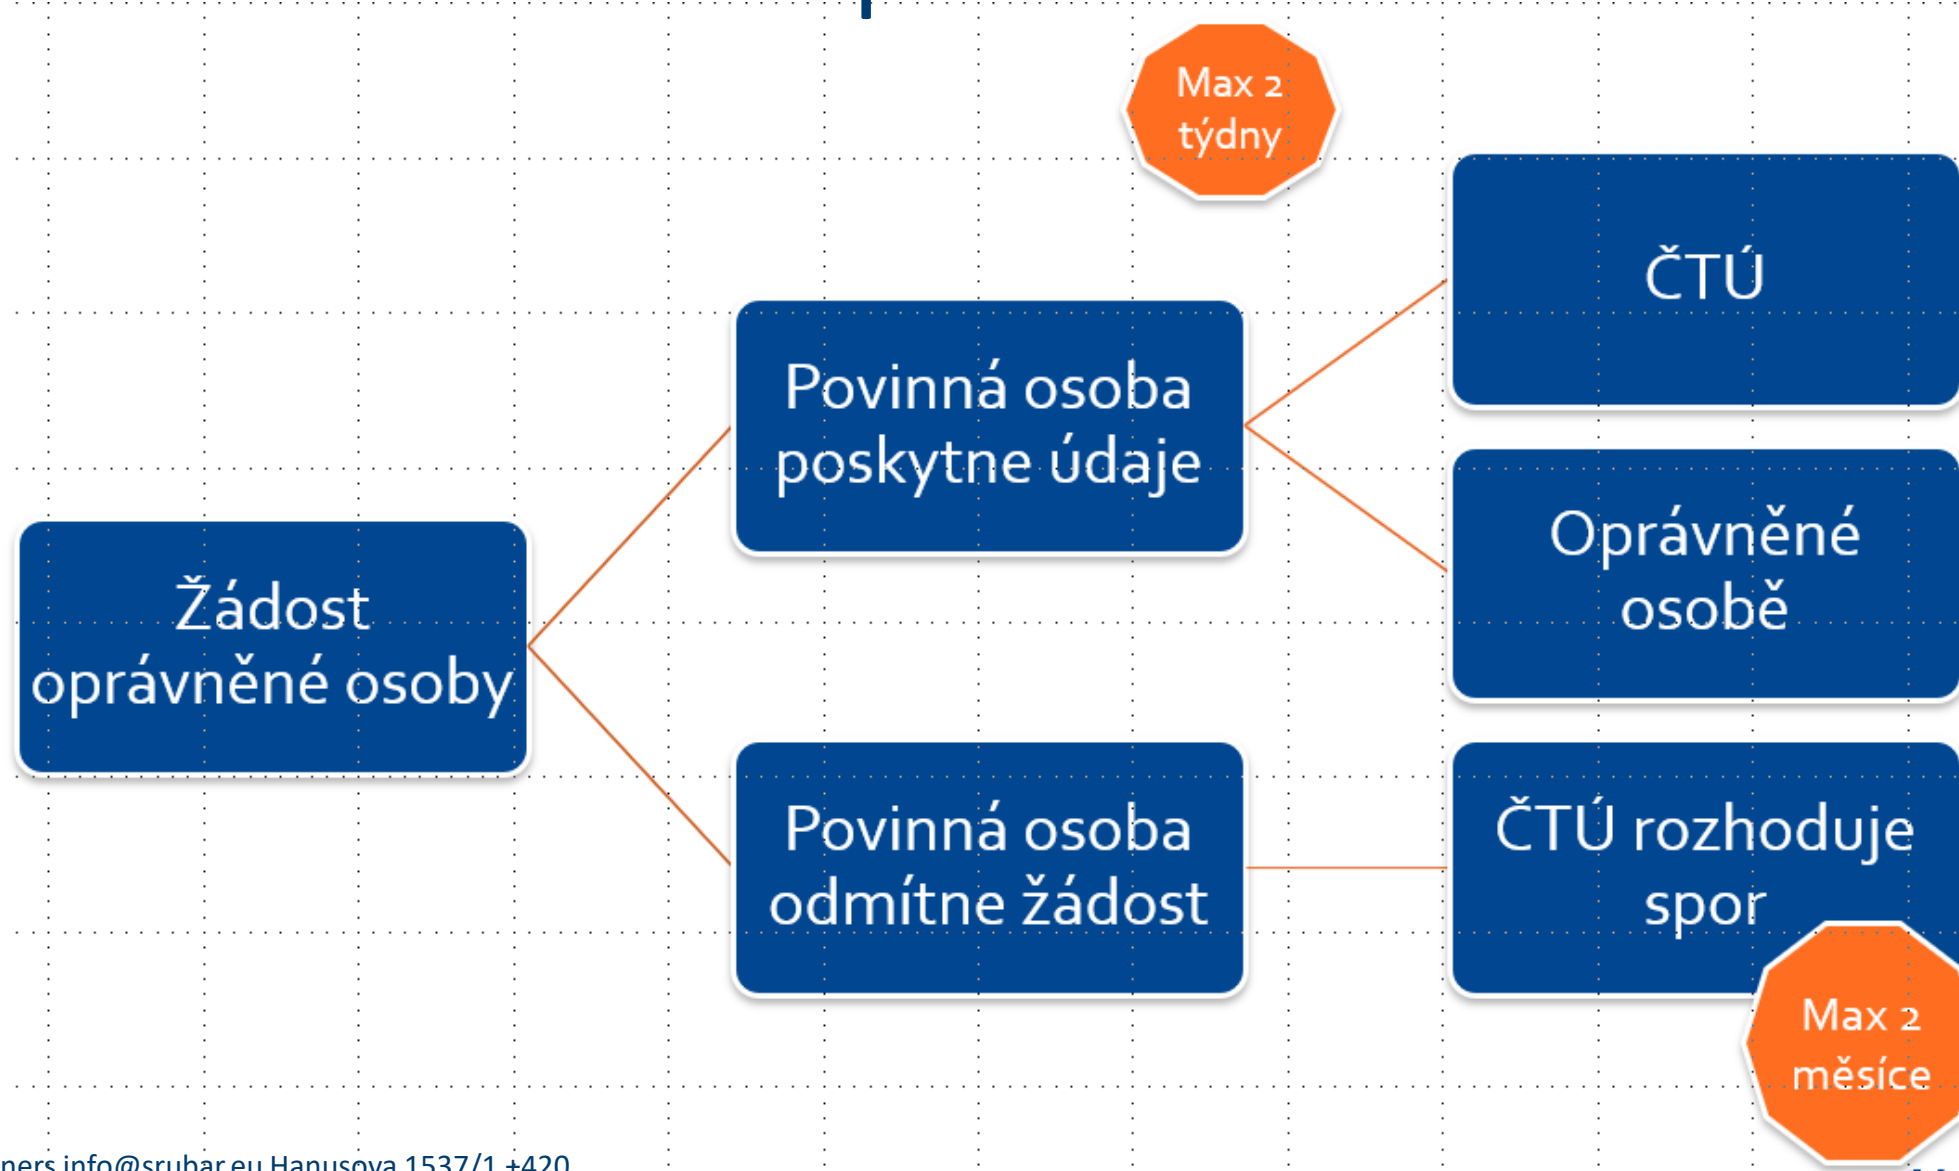 Max 2
týdny
ČTÚ
Povinná osoba
poskytne údaje
Oprávněné
osobě
Žádost
oprávněné osoby
Povinná osoba
odmítne žádost
ČTÚ rozhoduje
spor
Max 2
měsíce
ners info@srubar.eu Hanusova 1537/1 +420